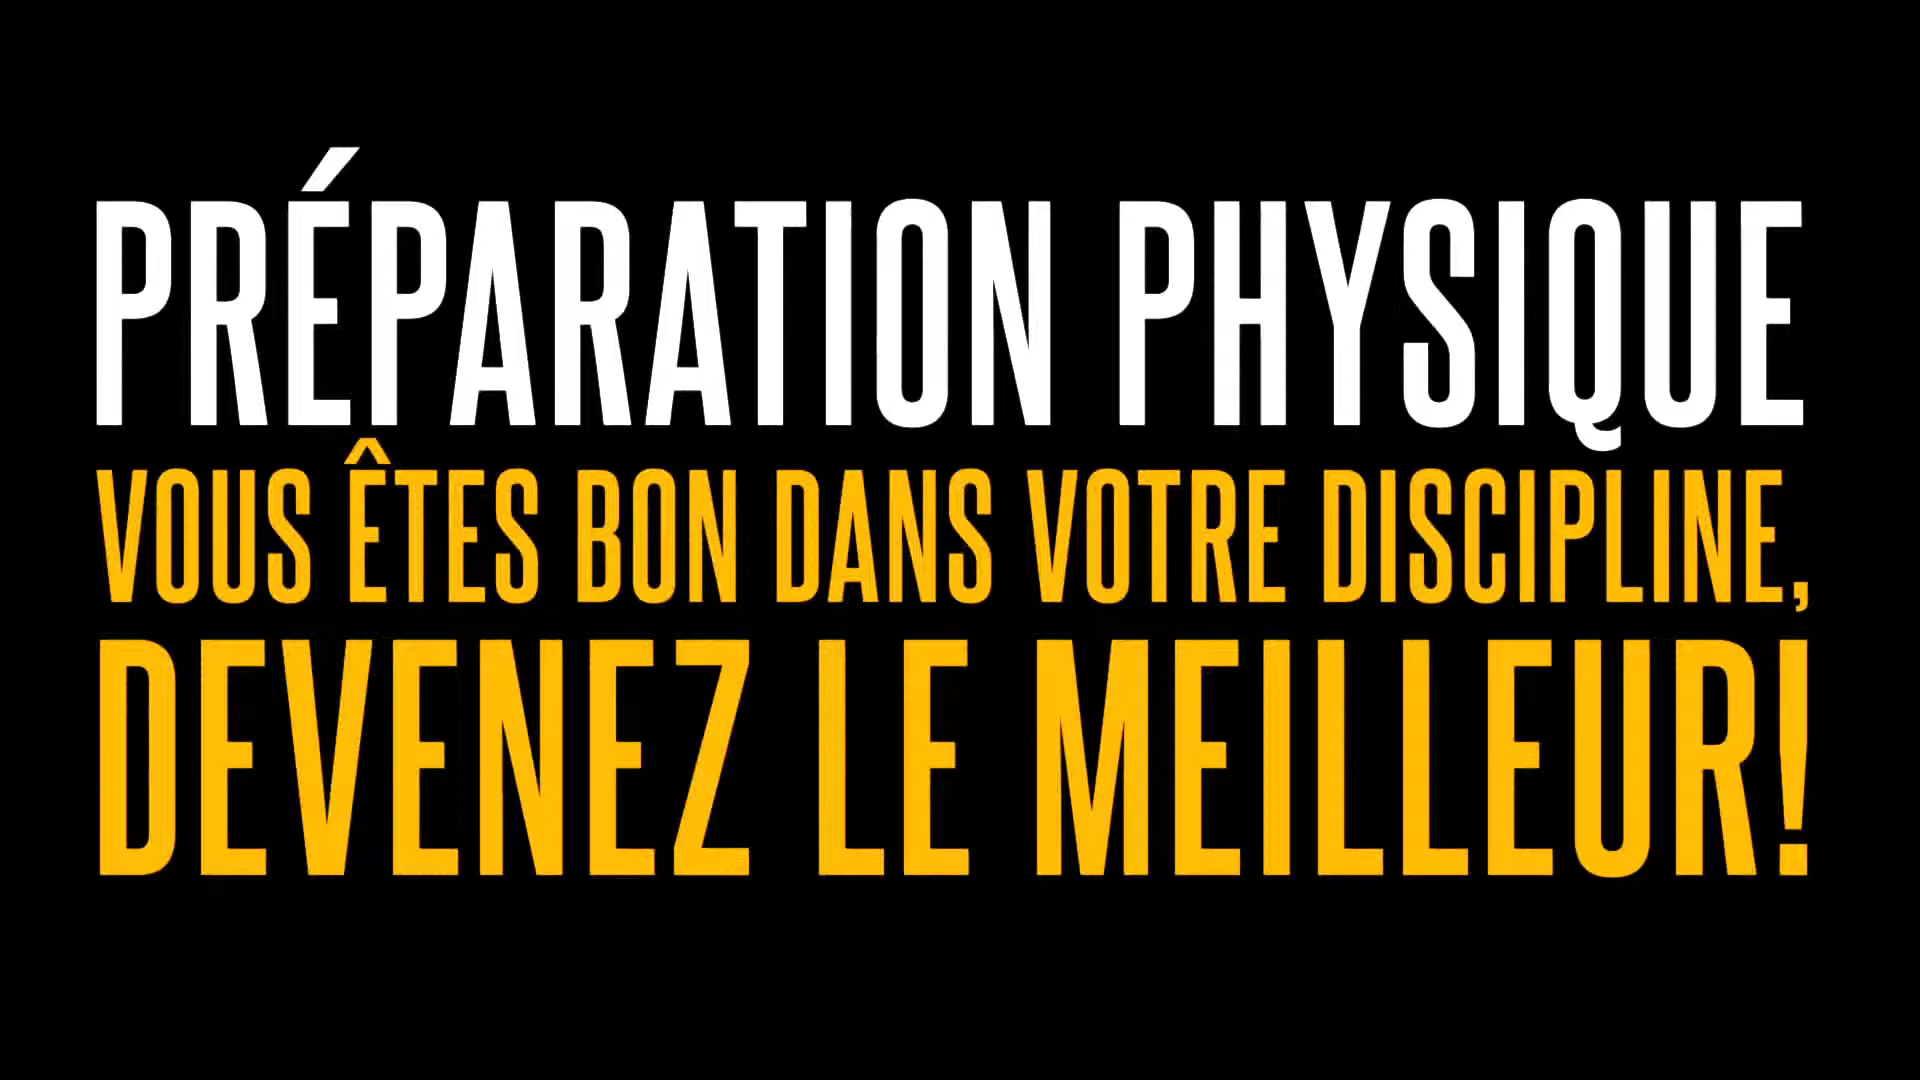 PRÉPARATION PHYSIQUE
VOUS ÊTES BON DANS VOTRE DISCIPLINE,
DEVENEZ LE MEILLEUR!